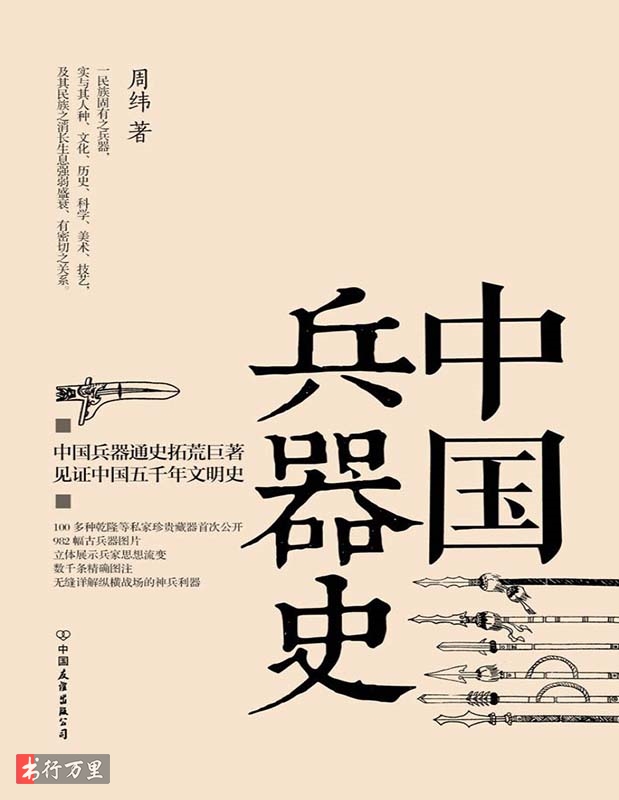 周纬 著
一民族固有之兵器，
实与其人种、文化、历史、科学、美术、技艺，
及其民族之消长生息强弱盛衰、有密切之关系。
中国
兵器史
中国兵器通史拓荒巨著
见证中国五千年文明史
100多种乾隆等私家珍贵藏器首次公开
982幅古兵器图片
立体展示兵家思想流变
数千条精确图注
无缝详解纵横战场的神兵利器
中国
友谊出版公司
书行万里